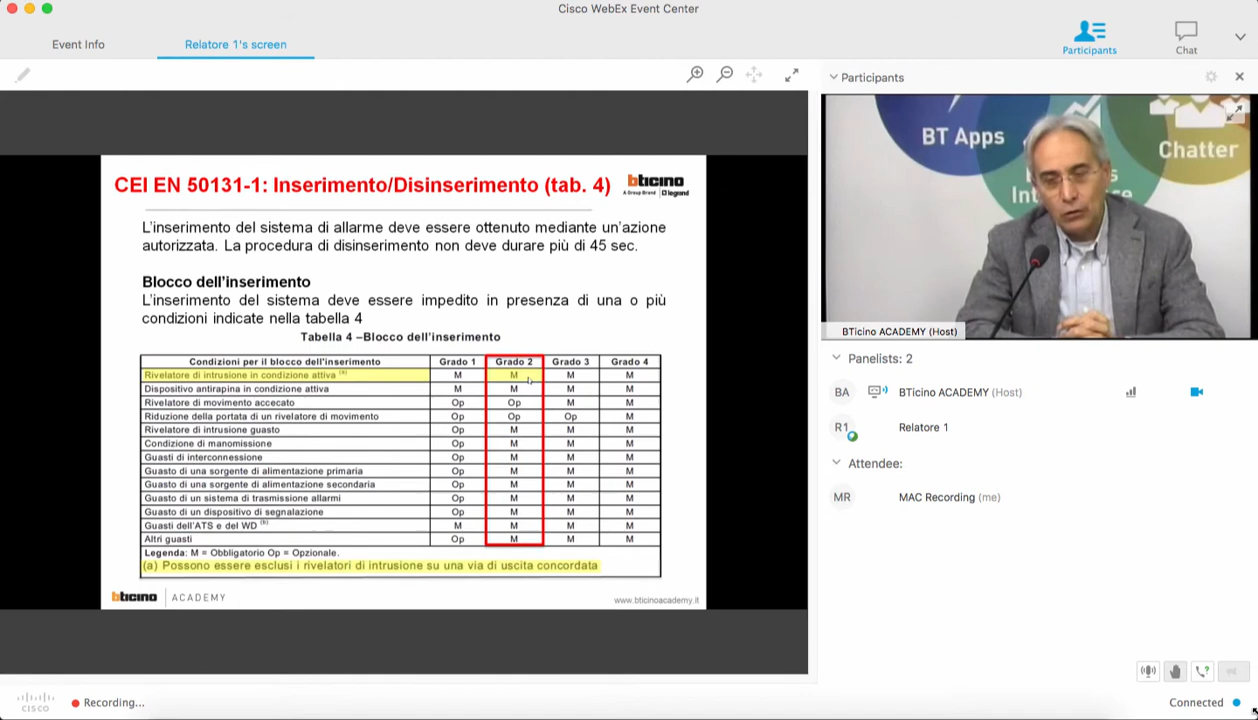 Cisco WebEx Event Center
Event Info
Relatore 1's screen
Participants
Chat
Participants
CEI EN 50131-1: Inserimento/Disinserimento (tab. 4)
bticino
A Group Brand | legrand
L'inserimento del sistema di allarme deve essere ottenuto mediante un'azione
autorizzata. La procedura di disinserimento non deve durare più di 45 sec.
Blocco dell'inserimento
L'inserimento del sistema deve essere impedito in presenza di una o più
condizioni indicate nella tabella 4
Tabella 4 –Blocco dell'inserimento
Condizioni per il blocco dell'inserimento Grado 1 Grado 2 Grado 3 Grado 4
Rivelatore di intrusione in condizione attiva (a) M M M M
Dispositivo antirapina in condizione attiva M M M M
Rivelatore di movimento accecato Op Op M M
Riduzione della portata di un rivelatore di movimento Op Op Op M
Rivelatore di intrusione guasto Op M M M
Condizione di manomissione Op M M M
Guasti di interconnessione Op M M M
Guasto di una sorgente di alimentazione primaria Op M M M
Guasto di una sorgente di alimentazione secondaria Op M M M
Guasto di un sistema di trasmissione allarmi Op M M M
Guasto di un dispositivo di segnalazione Op M M M
Guasti dell'ATS e del WD (b) M M M M
Altri guasti Op M M M
Legenda: M = Obbligatorio Op = Opzionale.
(a) Possono essere esclusi i rivelatori di intrusione su una via di uscita concordata
bticino ACADEMY
www.bticinoacademy.it
BT Apps
Chatter
BTicino ACADEMY (Host)
Panelists: 2
BA BTicino ACADEMY (Host)
R1 Relatore 1
Attendee:
MR MAC Recording (me)
CISCO
Recording...
Connected